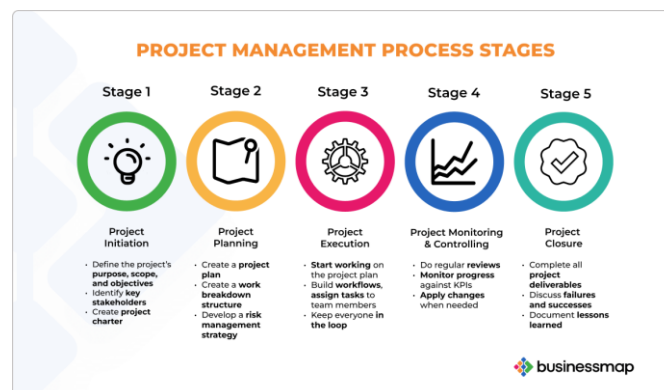 PROJECT MANAGEMENT PROCESS STAGES
Stage 1
Stage 2
Stage 3
Stage 4
Stage 5
Project
Initiation
• Define the project's
purpose, scope,
and objectives
• Identify key
stakeholders
• Create project
charter
Project
Planning
• Create a project
plan
• Create a work
breakdown
structure
• Develop a risk
management
strategy
Project
Execution
• Start working on
the project plan
• Build workflows,
assign tasks to
team members
• Keep everyone in
the loop
Project Monitoring
& Controlling
• Do regular reviews
• Monitor progress
against KPIs
• Apply changes
when needed
Project
Closure
• Complete all
project
deliverables
• Discuss failures
and successes
• Document lessons
learned
businessmap